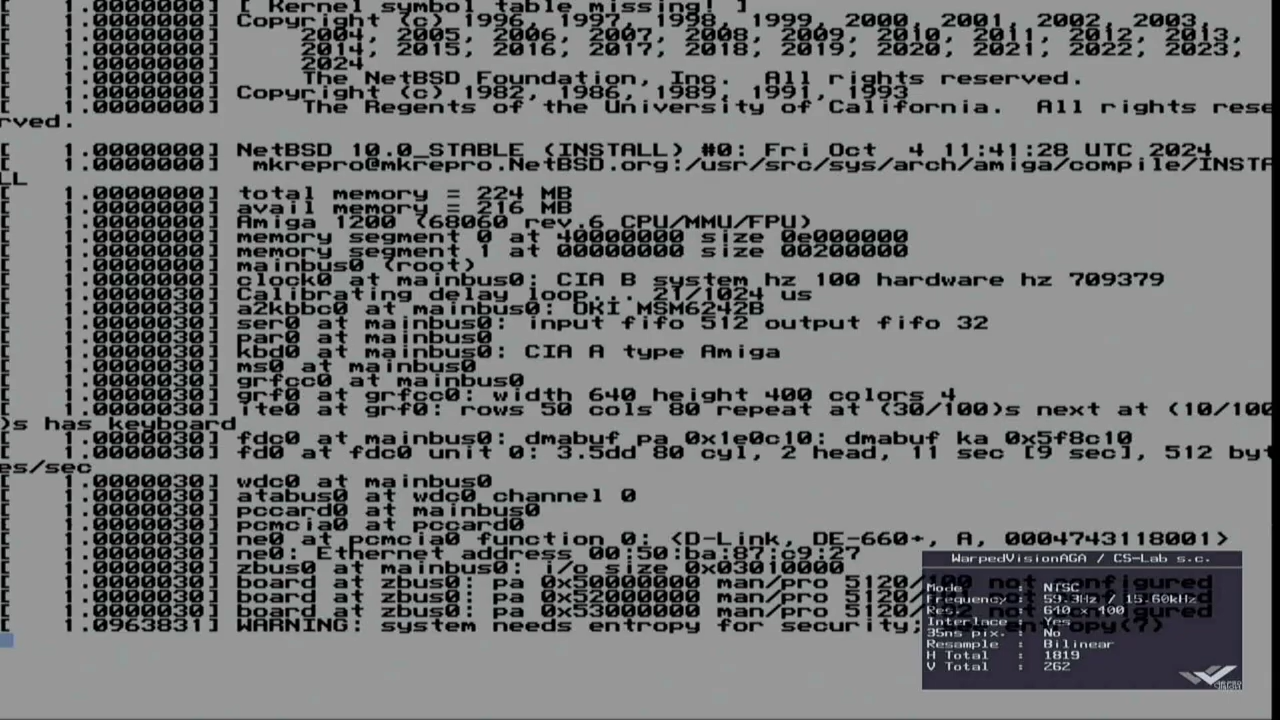 [   1.0000000] [ Kernel symbol table missing! ]
[   1.0000000] Copyright (c) 1996, 1997, 1998, 1999, 2000, 2001, 2002, 2003,
[   1.0000000]     2004, 2005, 2006, 2007, 2008, 2009, 2010, 2011, 2012, 2013,
[   1.0000000]     2014, 2015, 2016, 2017, 2018, 2019, 2020, 2021, 2022, 2023,
[   1.0000000]     2024
[   1.0000000]     The NetBSD Foundation, Inc.  All rights reserved.
[   1.0000000] Copyright (c) 1982, 1986, 1989, 1991, 1993
[   1.0000000]     The Regents of the University of California.  All rights rese
rved.
[   1.0000000] NetBSD 10.0_STABLE (INSTALL) #0: Fri Oct  4 11:41:28 UTC 2024
[   1.0000000]  mkrepro@mkrepro.NetBSD.org:/usr/src/sys/arch/amiga/compile/INSTA
LL
[   1.0000000] total memory = 224 MB
[   1.0000000] avail memory = 216 MB
[   1.0000000] Amiga 1200 (68060 rev.6 CPU/MMU/FPU)
[   1.0000000] memory segment 0 at 40000000 size 0e000000
[   1.0000000] memory segment 1 at 00000000 size 00200000
[   1.0000000] mainbus0 (root)
[   1.0000000] clock0 at mainbus0: CIA B system hz 100 hardware hz 709379
[   1.0000030] Calibrating delay loop... 21/1024 us
[   1.0000030] a2kbbc0 at mainbus0: OKI MSM6242B
[   1.0000030] ser0 at mainbus0: input fifo 512 output fifo 32
[   1.0000030] par0 at mainbus0
[   1.0000030] kbd0 at mainbus0: CIA A type Amiga
[   1.0000030] ms0 at mainbus0
[   1.0000030] grfcc0 at mainbus0
[   1.0000030] grf0 at grfcc0: width 640 height 400 colors 4
[   1.0000030] ite0 at grf0: rows 50 cols 80 repeat at (30/100)s next at (10/100
)s has keyboard
[   1.0000030] fdc0 at mainbus0: dmabuf pa 0x1e0c10: dmabuf ka 0x5f8c10
[   1.0000030] fd0 at fdc0 unit 0: 3.5dd 80 cyl, 2 head, 11 sec [9 sec], 512 byt
es/sec
[   1.0000030] wdc0 at mainbus0
[   1.0000030] atabus0 at wdc0 channel 0
[   1.0000030] pccard0 at mainbus0
[   1.0000030] pcmcia0 at pccard0
[   1.0000030] ne0 at pcmcia0 function 0: <D-Link, DE-660+, A, 0004743118001>
[   1.0000030] ne0: Ethernet address 00:50:ba:87:c9:27
[   1.0000030] zbus0 at mainbus0: i/o size 0x03010000
[   1.0000030] board at zbus0: pa 0x50000000 man/pro 5120/100 not configured
[   1.0000030] board at zbus0: pa 0x52000000 man/pro 5120/ not configured
[   1.0000030] board at zbus0: pa 0x53000000 man/pro 5120/ not configured
[   1.0963831] WARNING: system needs entropy for security; entropy(7)
WarpedVisionAGA / CS-Lab s.c.
Mode : NTSC
Frequency : 59.3Hz / 15.60kHz
Res. : 640 x 400
Interlace : Yes
35ns pix. : No
Resample : Bilinear
H Total : 1819
V Total : 262